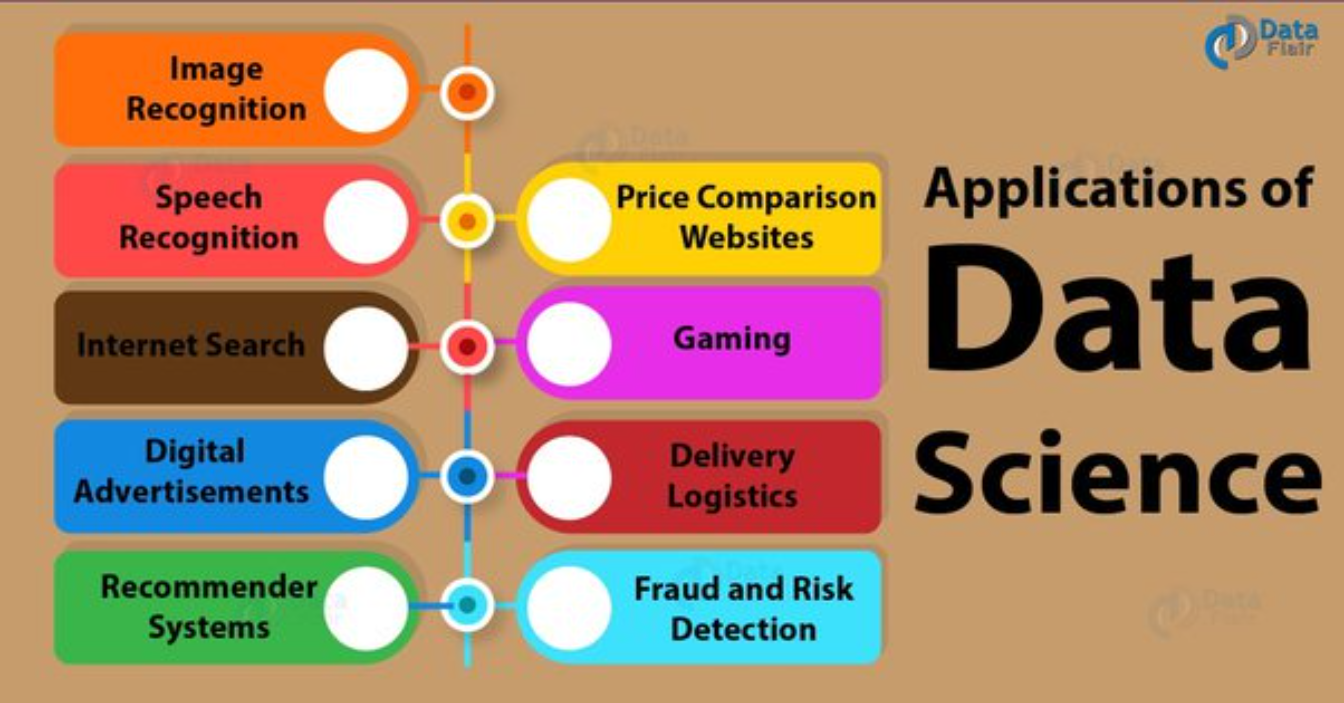 Image
Recognition
Speech
Recognition
Internet Search
Digital
Advertisements
Recommender
Systems
Price Comparison
Websites
Gaming
Delivery
Logistics
Fraud and Risk
Detection
Data
Flair
Applications of
Data
Science